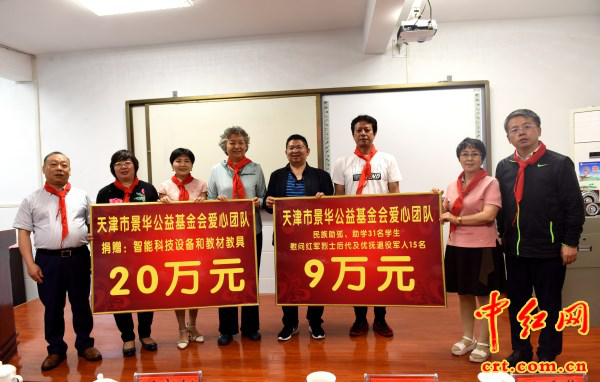 天津市景华公益基金会爱心团队
捐赠：智能科技设备和教材教具
20万元
天津市景华公益基金会爱心团队
民族助孤、助学31名学生
慰问红军烈士历代及优抚退役军人15名
9万元
中红网
crt.com.cn